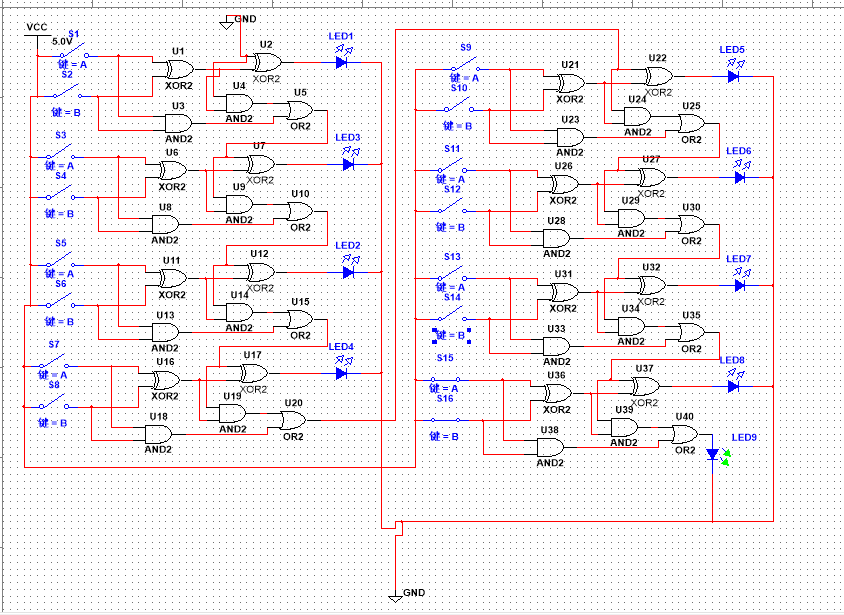 VCC
5.0V
S1
键 = A
S2
键 = B
U1
XOR2
GND
U2
XOR2
LED1
U3
AND2
U4
AND2
U5
OR2
S3
键 = A
S4
键 = B
U6
XOR2
U7
XOR2
LED3
U8
AND2
U9
AND2
U10
OR2
S5
键 = A
S6
键 = B
U11
XOR2
U12
XOR2
LED2
U13
AND2
U14
AND2
U15
OR2
S7
键 = A
S8
键 = B
U16
XOR2
U17
XOR2
LED4
U18
AND2
U19
AND2
U20
OR2
S9
键 = A
S10
键 = B
U21
XOR2
U22
XOR2
LED5
U23
AND2
U24
AND2
U25
OR2
S11
键 = A
S12
键 = B
U26
XOR2
U27
XOR2
LED6
U28
AND2
U29
AND2
U30
OR2
S13
键 = A
S14
键 = B
U31
XOR2
U32
XOR2
LED7
U33
AND2
U34
AND2
U35
OR2
S15
键 = A
S16
键 = B
U36
XOR2
U37
XOR2
LED8
U38
AND2
U39
AND2
U40
OR2
LED9
GND